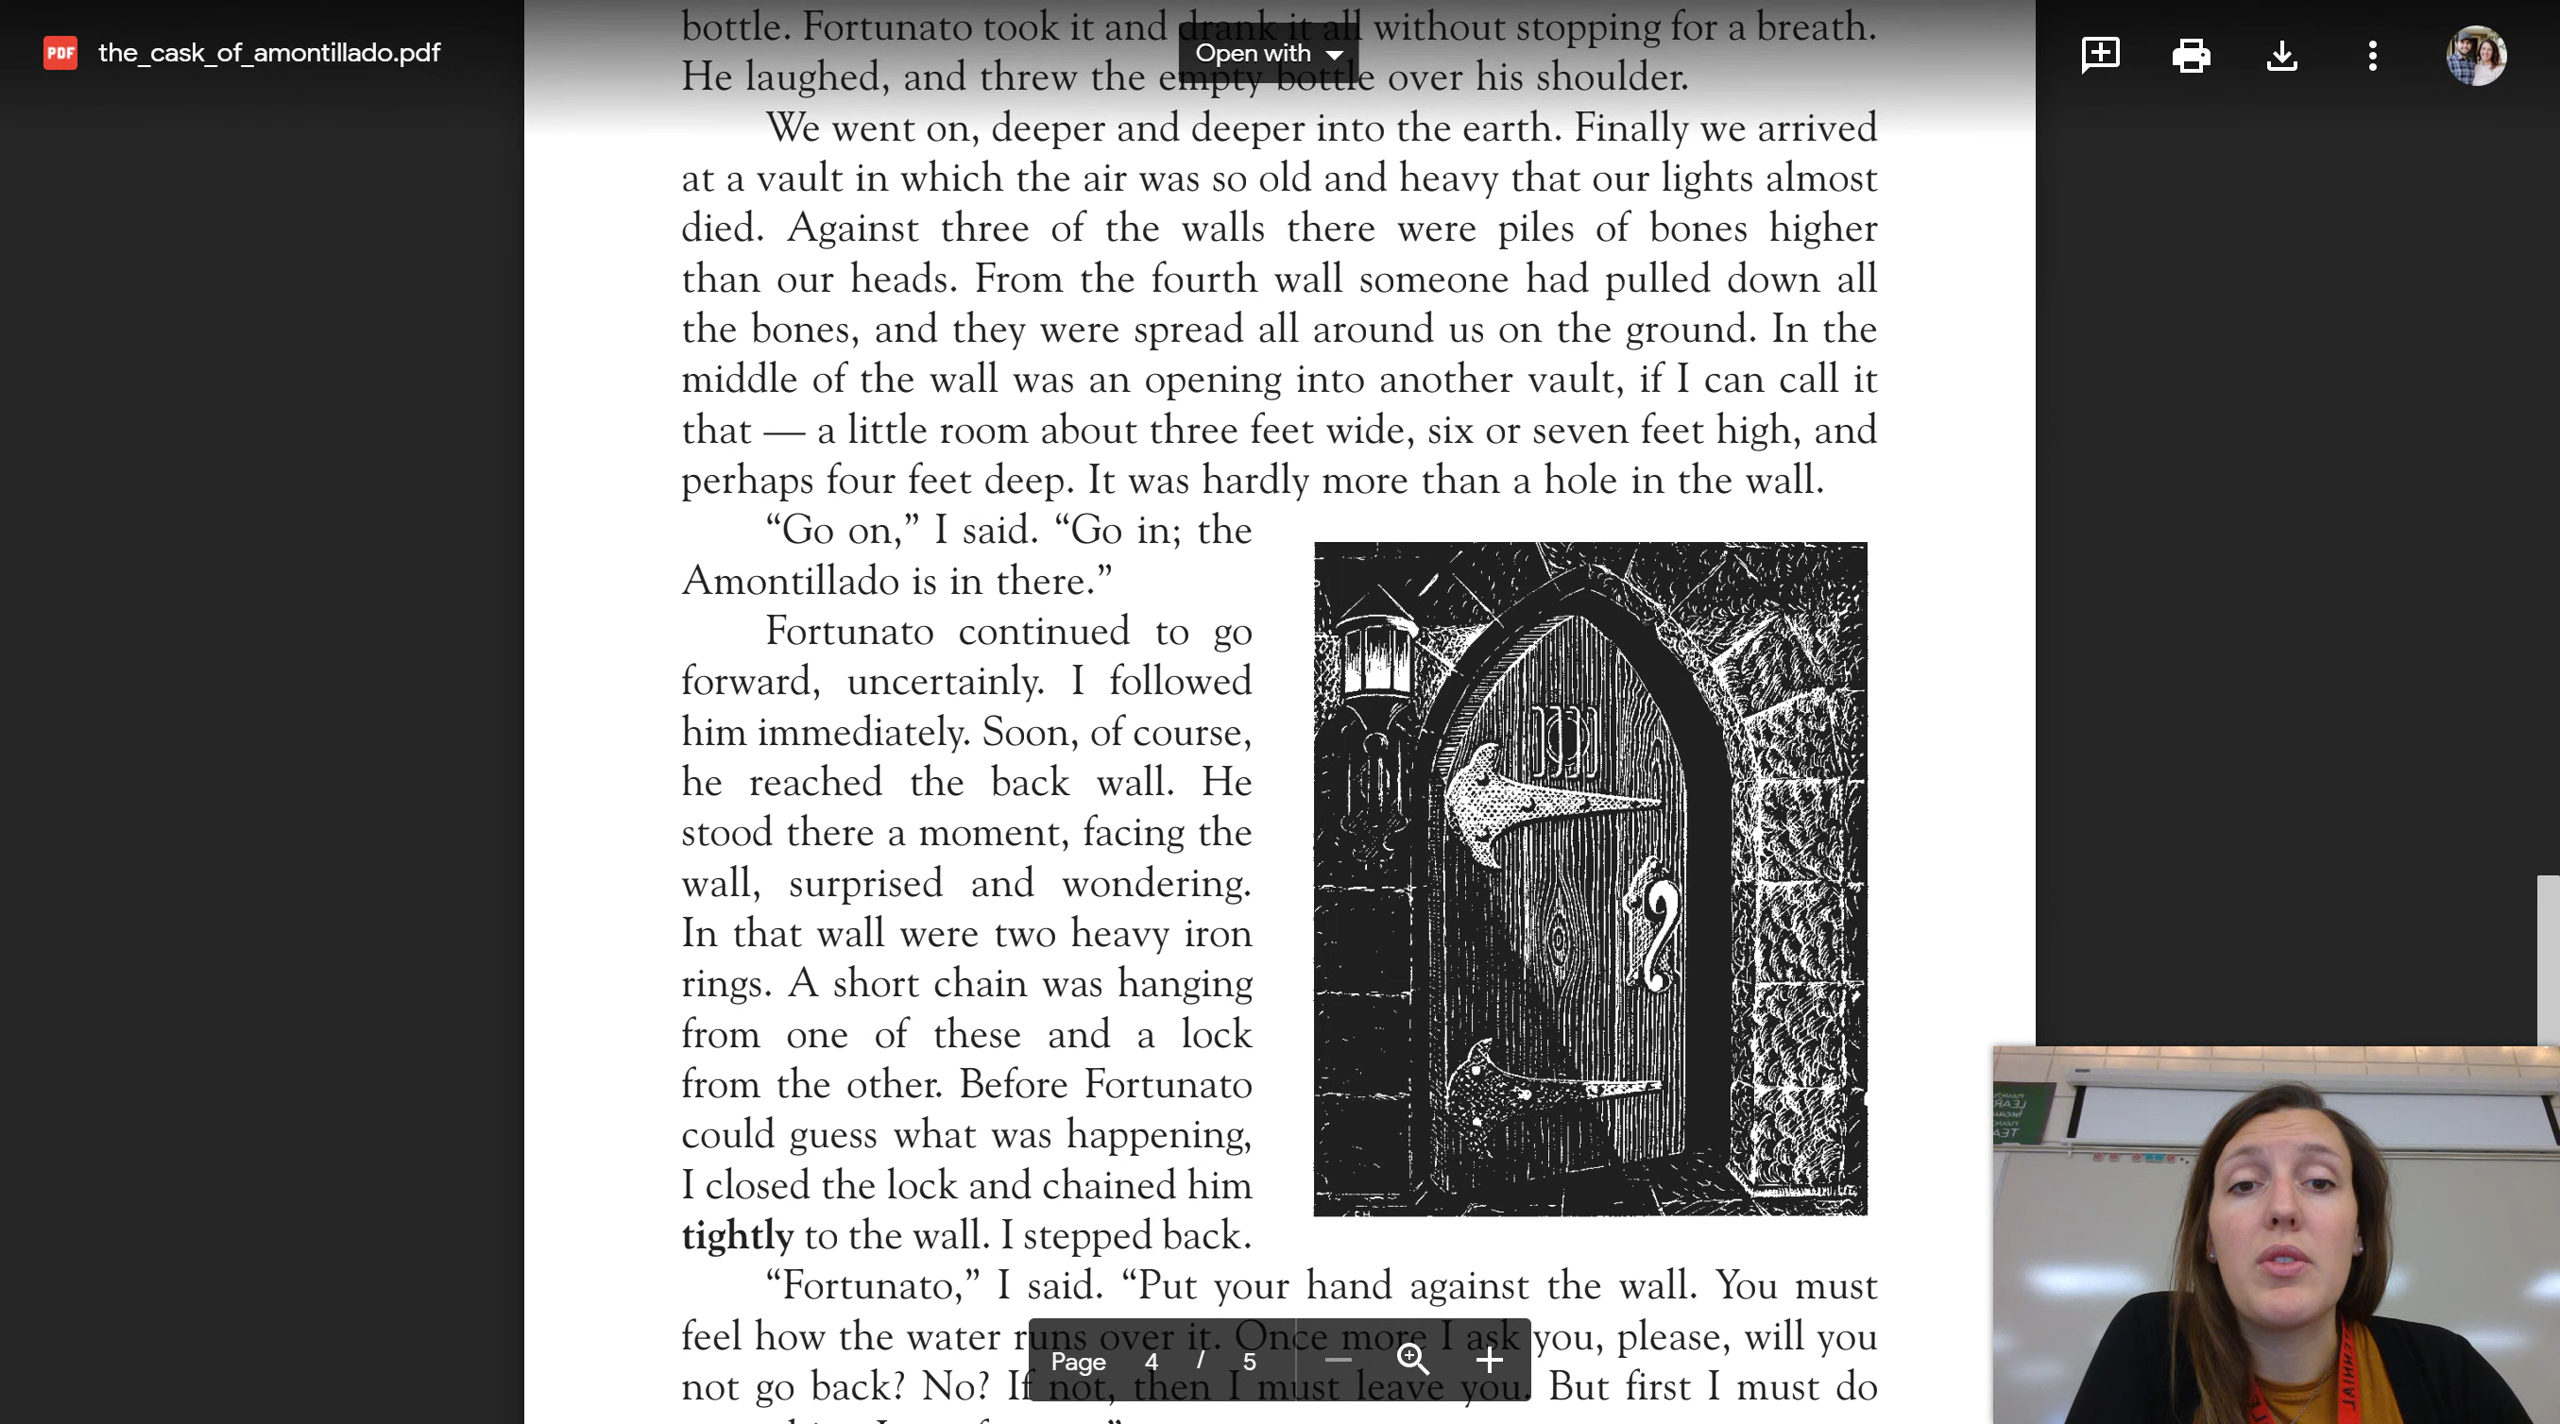 PDF the_cask_of_amontillado.pdf
Open with
bottle. Fortunato took it and drank it all without stopping for a breath.
He laughed, and threw the empty bottle over his shoulder.
We went on, deeper and deeper into the earth. Finally we arrived
at a vault in which the air was so old and heavy that our lights almost
died. Against three of the walls there were piles of bones higher
than our heads. From the fourth wall someone had pulled down all
the bones, and they were spread all around us on the ground. In the
middle of the wall was an opening into another vault, if I can call it
that — a little room about three feet wide, six or seven feet high, and
perhaps four feet deep. It was hardly more than a hole in the wall.
“Go on,” I said. “Go in; the
Amontillado is in there.”
Fortunato continued to go
forward, uncertainly. I followed
him immediately. Soon, of course,
he reached the back wall. He
stood there a moment, facing the
wall, surprised and wondering.
In that wall were two heavy iron
rings. A short chain was hanging
from one of these and a lock
from the other. Before Fortunato
could guess what was happening,
I closed the lock and chained him
tightly to the wall. I stepped back.
“Fortunato,” I said. “Put your hand against the wall. You must
feel how the water runs over it. Once more I ask you, please, will you
not go back? No? If not, then I must leave you. But first I must do
Page 4 / 5
LEAR
TEA